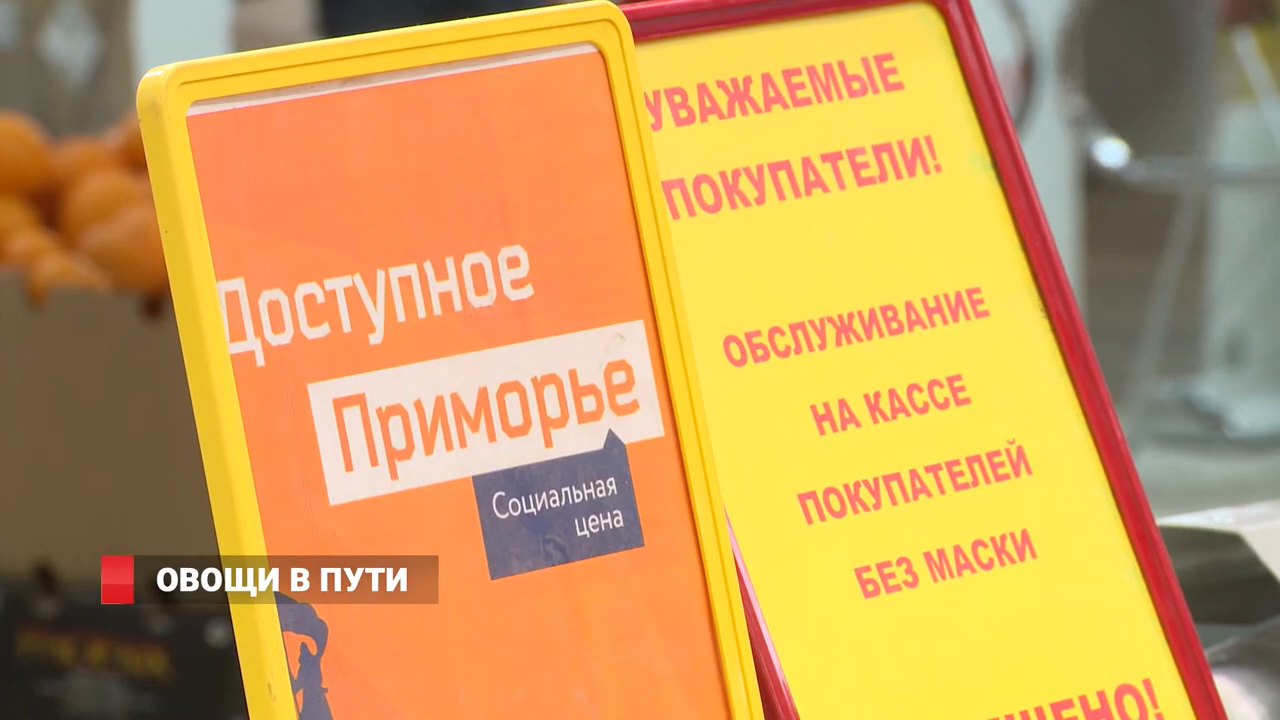 Доступное
Приморье
Социальная
цена
УВАЖАЕМЫЕ
ПОКУПАТЕЛИ!
ОБСЛУЖИВАНИЕ
НА КАССЕ
ПОКУПАТЕЛЕЙ
БЕЗ МАСКИ
ОВОЩИ В ПУТИ